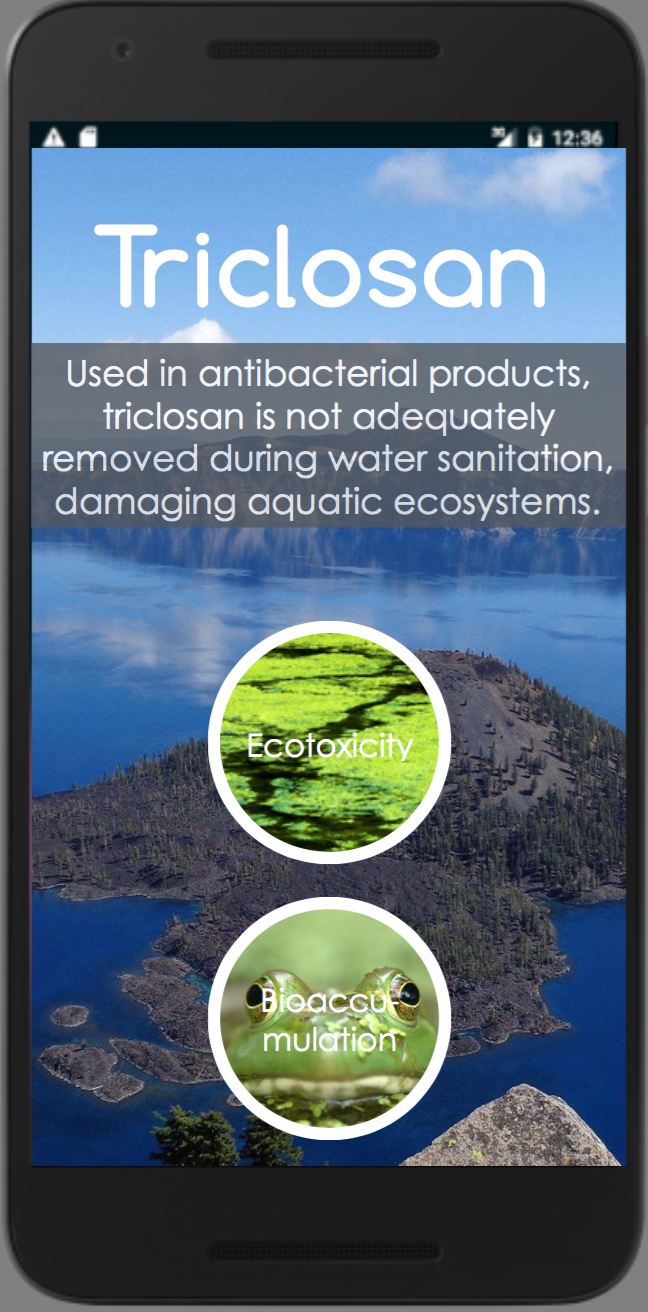 3G 12:36
Triclosan
Used in antibacterial products,
triclosan is not adequately
removed during water sanitation,
damaging aquatic ecosystems.
Ecotoxicity
Bioaccu-
mulation